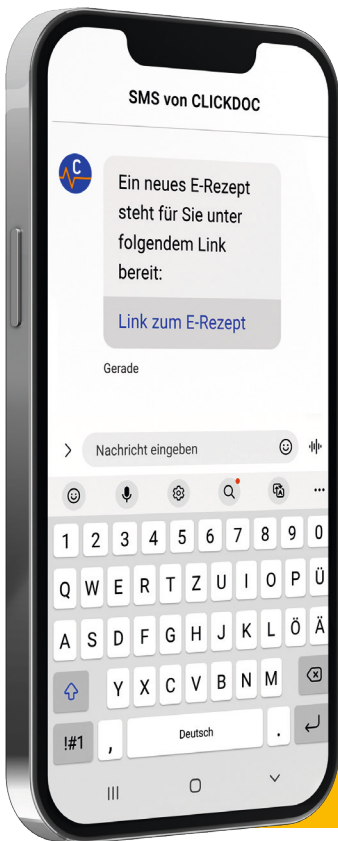 SMS von CLICKDOC
C
Ein neues E-Rezept
steht für Sie unter
folgendem Link
bereit:
Link zum E-Rezept
Gerade
Nachricht eingeben
1 2 3 4 5 6 7 8 9 0
Q W E R T Z U I O P Ü
A S D F G H J K L Ö Ä
Y X C V B N M
!#1 , Deutsch .